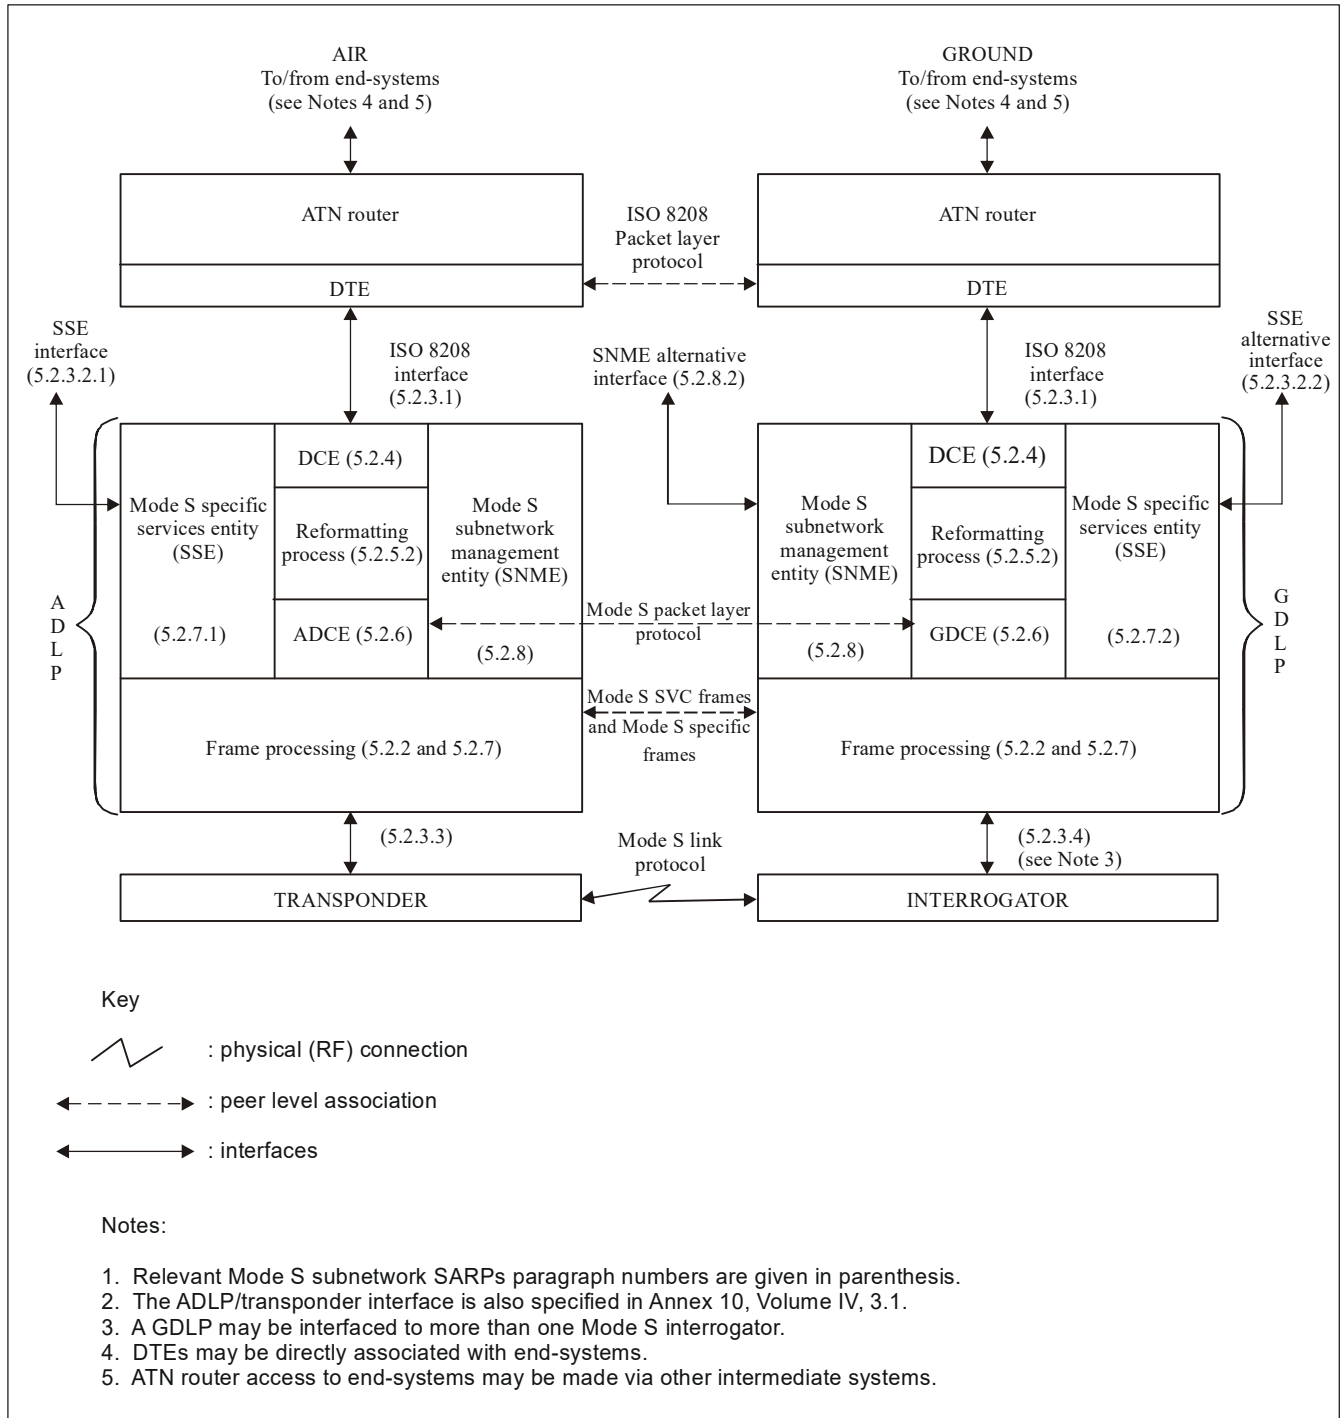 AIR
To/from end-systems
(see Notes 4 and 5)
GROUND
To/from end-systems
(see Notes 4 and 5)
ATN router
DTE
ISO 8208
Packet layer
protocol
ATN router
DTE
SSE
interface
(5.2.3.2.1)
ISO 8208
interface
(5.2.3.1)
SNME alternative
interface (5.2.8.2)
ISO 8208
interface
(5.2.3.1)
SSE
alternative
interface
(5.2.3.2.2)
A
D
L
P
Mode S specific
services entity
(SSE)
(5.2.7.1)
DCE (5.2.4)
Reformatting
process (5.2.5.2)
ADCE (5.2.6)
Mode S
subnetwork
management
entity (SNME)
(5.2.8)
Mode S packet layer
protocol
Mode S
subnetwork
management
entity (SNME)
(5.2.8)
DCE (5.2.4)
Reformatting
process (5.2.5.2)
GDCE (5.2.6)
Mode S specific
services entity
(SSE)
(5.2.7.2)
G
D
L
P
Frame processing (5.2.2 and 5.2.7)
Mode S SVC frames
and Mode S specific
frames
Frame processing (5.2.2 and 5.2.7)
(5.2.3.3)
Mode S link
protocol
(5.2.3.4)
(see Note 3)
TRANSPONDER
INTERROGATOR
Key
: physical (RF) connection
: peer level association
: interfaces
Notes:
1. Relevant Mode S subnetwork SARPs paragraph numbers are given in parenthesis.
2. The ADLP/transponder interface is also specified in Annex 10, Volume IV, 3.1.
3. A GDLP may be interfaced to more than one Mode S interrogator.
4. DTEs may be directly associated with end-systems.
5. ATN router access to end-systems may be made via other intermediate systems.